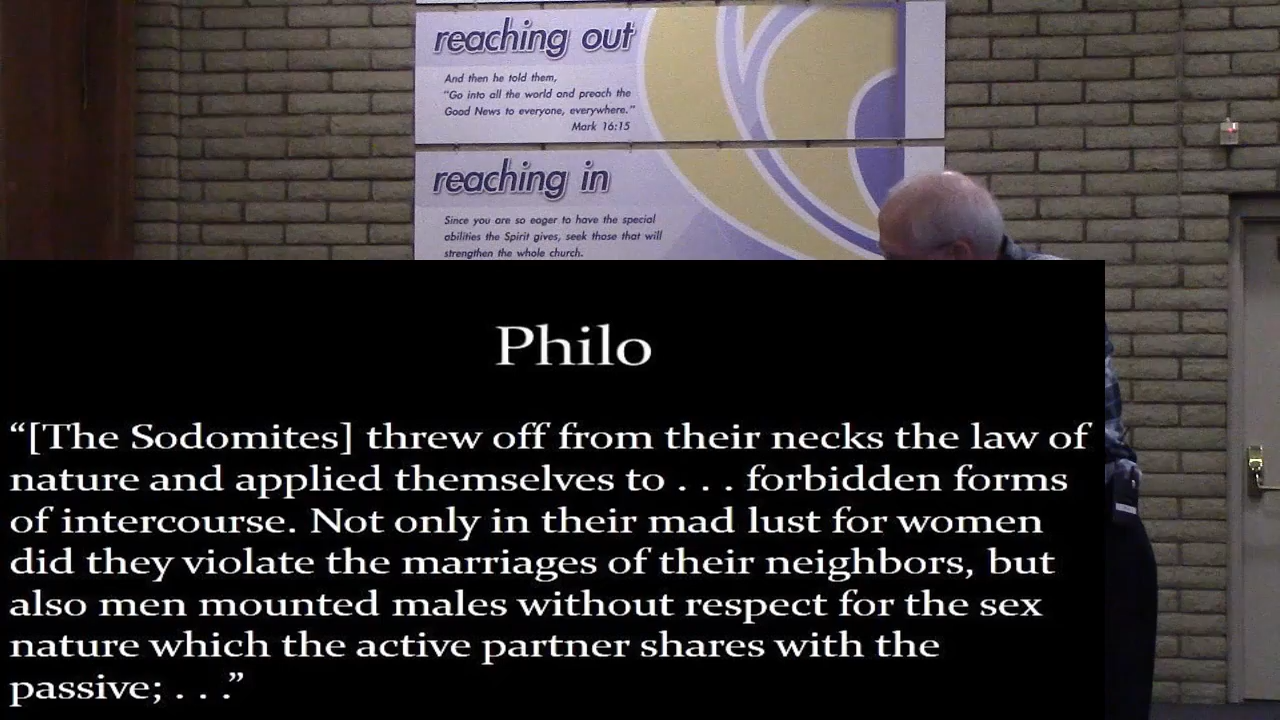 reaching out
And then he told them,
“Go into all the world and preach the
Good News to everyone, everywhere.”
Mark 16:15
reaching in
Since you are so eager to have the special
abilities the Spirit gives, seek those that will
strengthen the whole church.
Philo
“[The Sodomites] threw off from their necks the law of
nature and applied themselves to . . . forbidden forms
of intercourse. Not only in their mad lust for women
did they violate the marriages of their neighbors, but
also men mounted males without respect for the sex
nature which the active partner shares with the
passive; . . .”